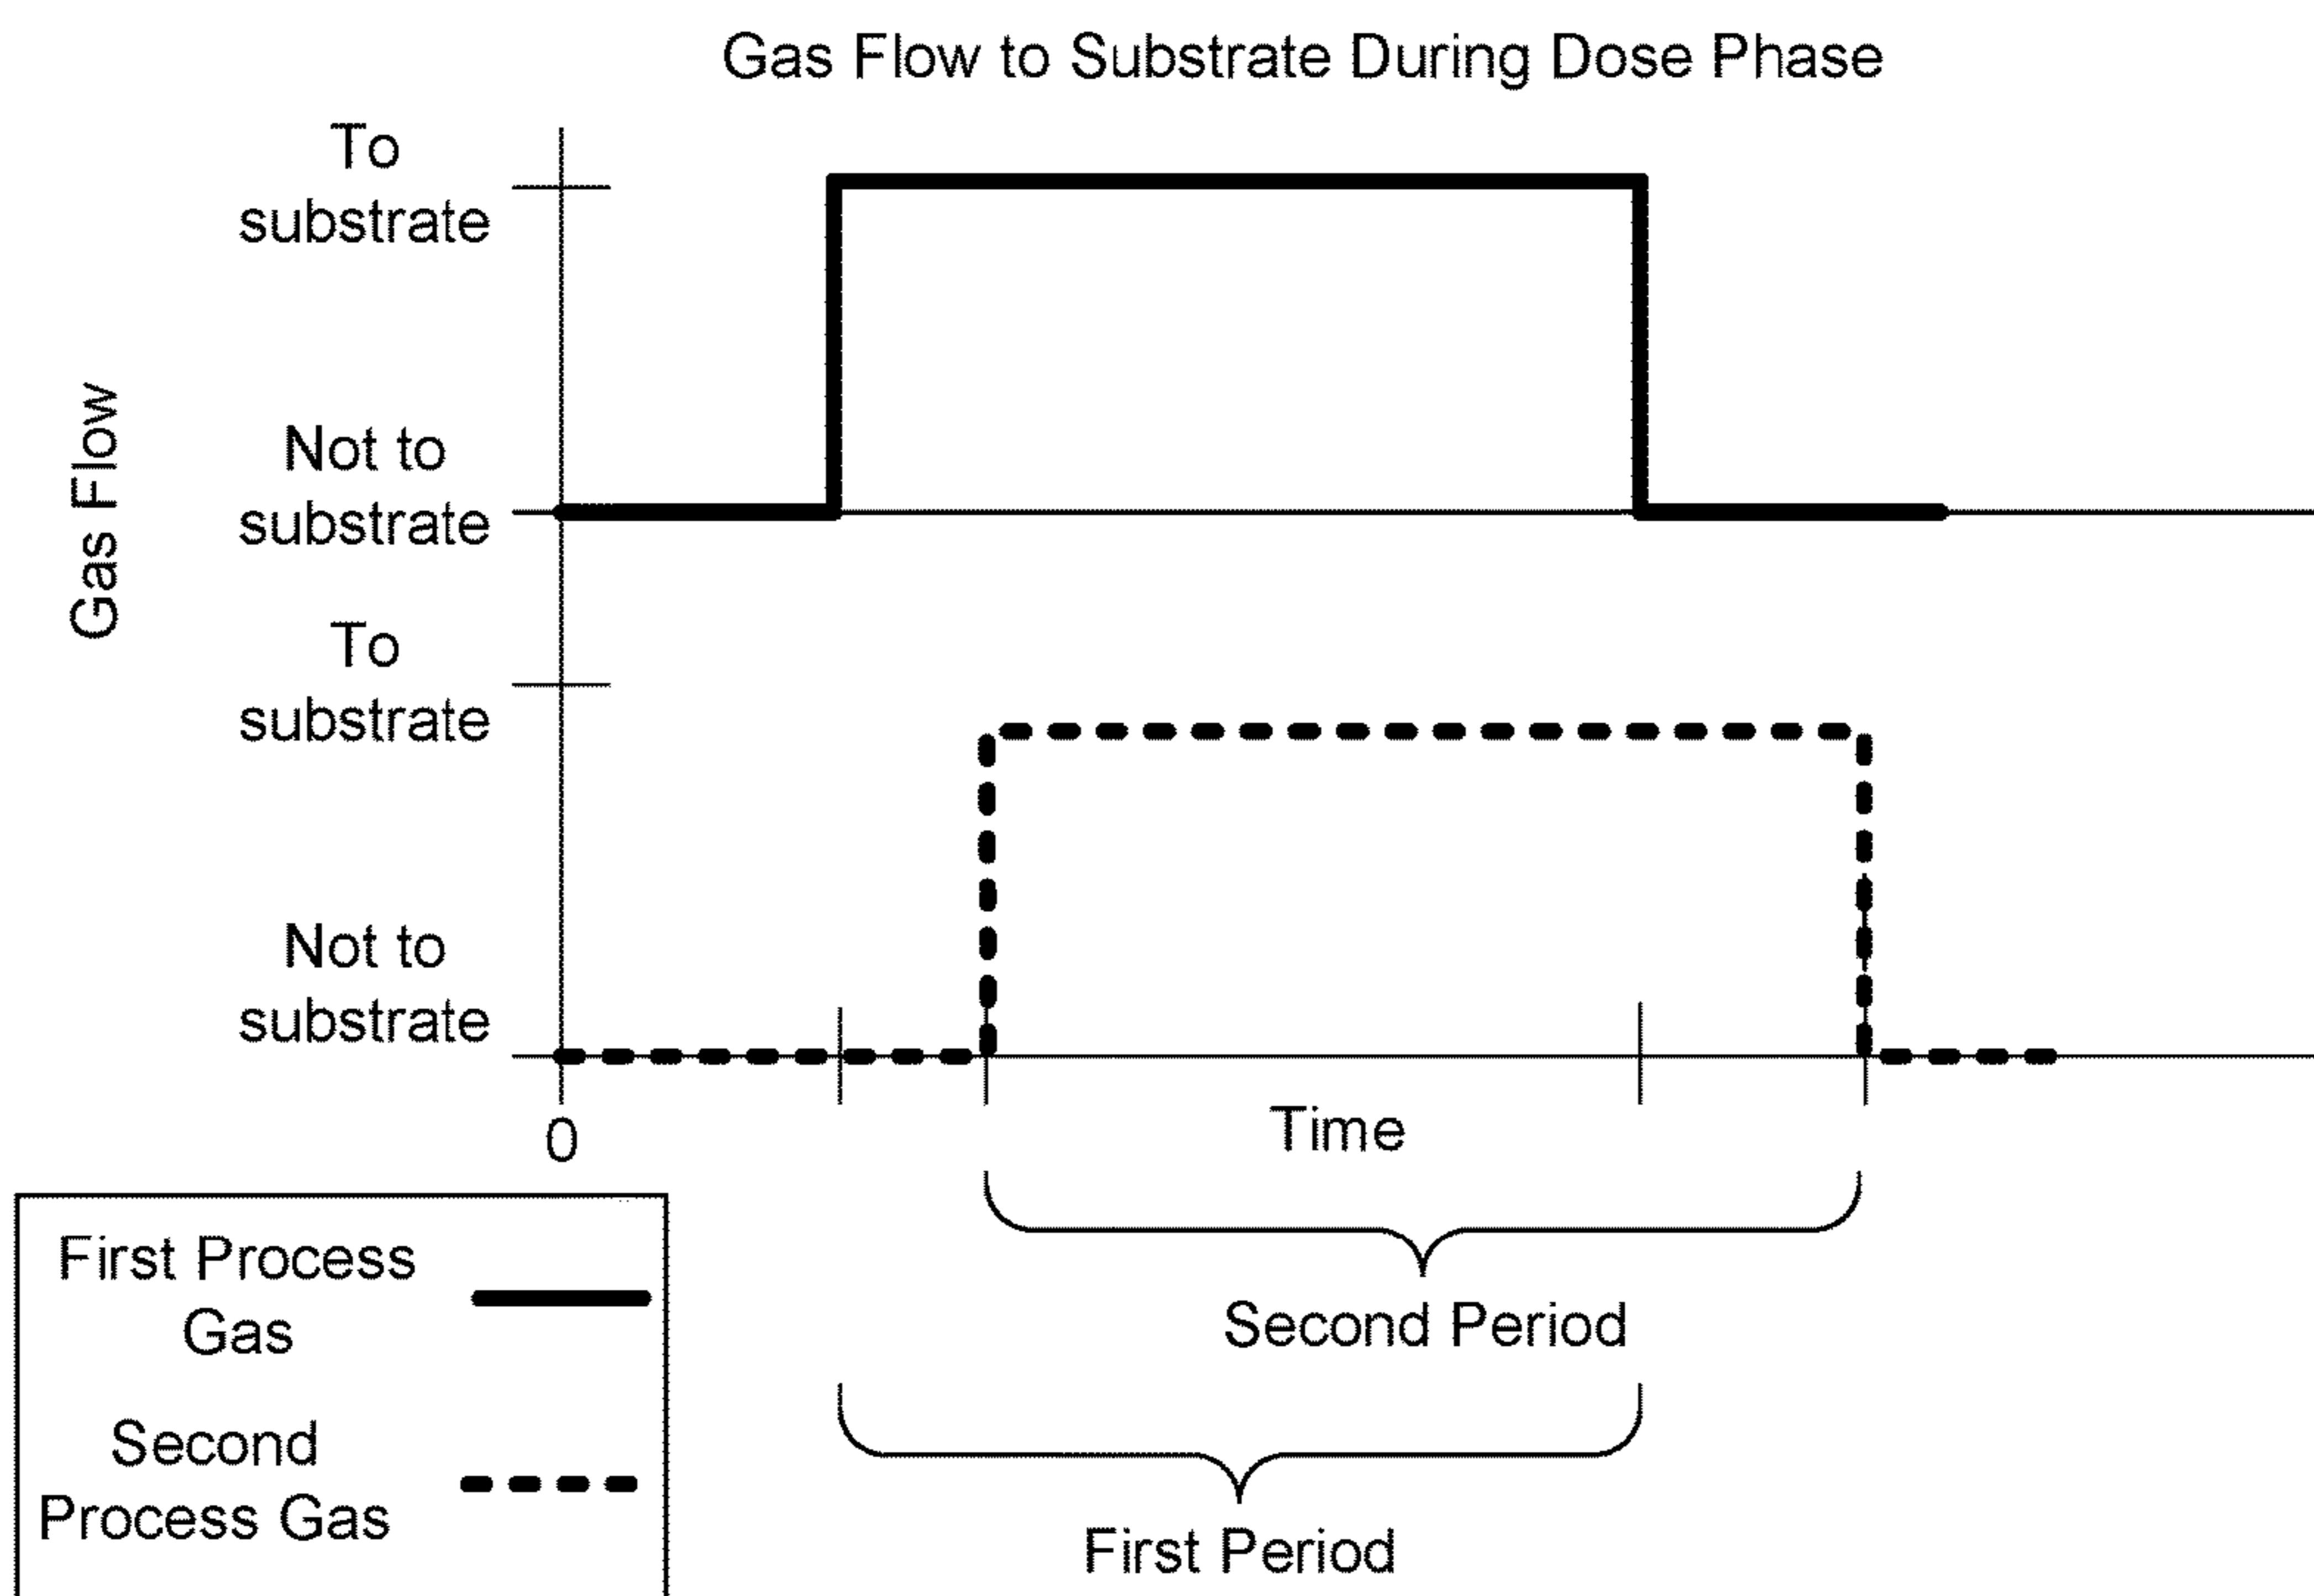 Gas Flow to Substrate During Dose Phase
To
substrate
Not to
substrate
Gas Flow
To
substrate
Not to
substrate
0
Time
Second Period
First Period
First Process
Gas
Second
Process Gas